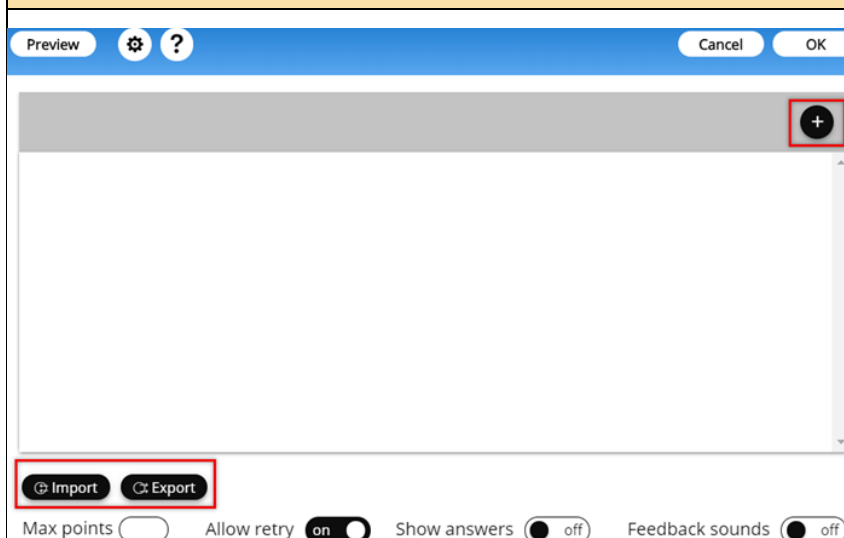 Preview ? Cancel OK
+
Import Export
Max points Allow retry on Show answers off Feedback sounds off